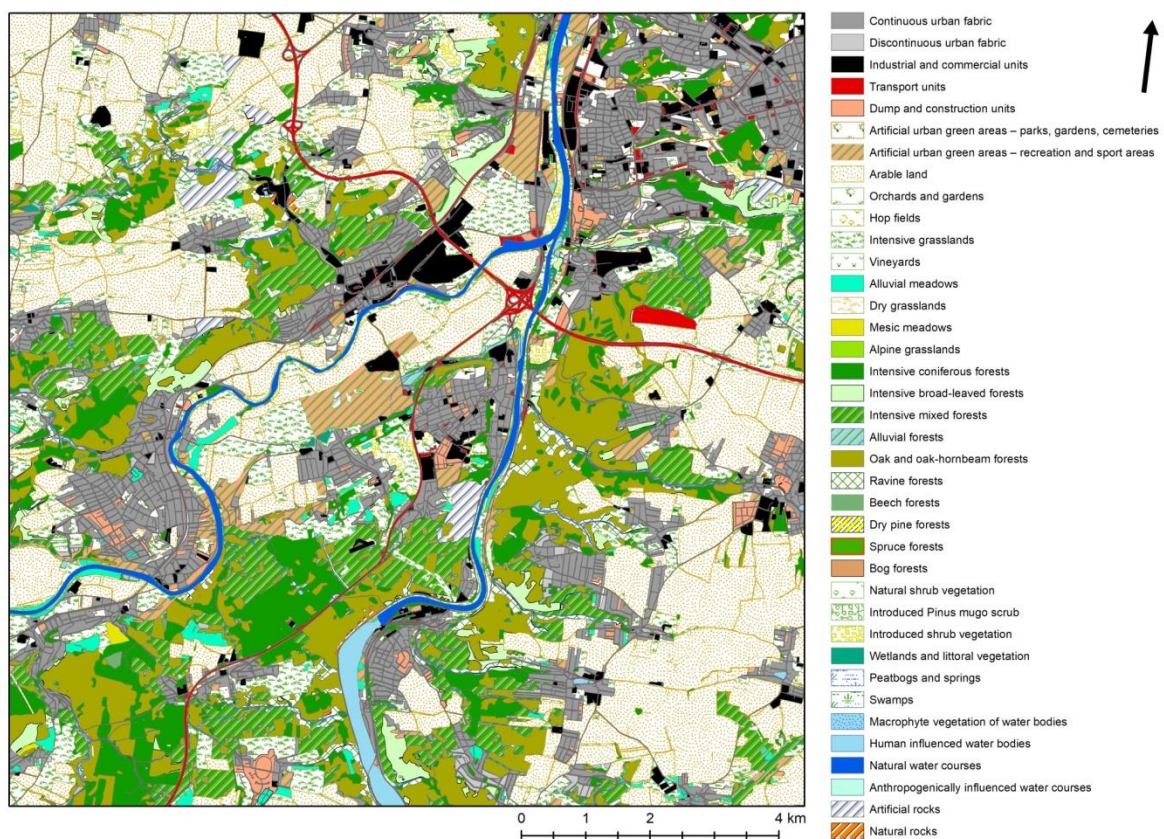 Continuous urban fabric
Discontinuous urban fabric
Industrial and commercial units
Transport units
Dump and construction units
Artificial urban green areas – parks, gardens, cemeteries
Artificial urban green areas – recreation and sport areas
Arable land
Orchards and gardens
Hop fields
Intensive grasslands
Vineyards
Alluvial meadows
Dry grasslands
Mesic meadows
Alpine grasslands
Intensive coniferous forests
Intensive broad-leaved forests
Intensive mixed forests
Alluvial forests
Oak and oak-hornbeam forests
Ravine forests
Beech forests
Dry pine forests
Spruce forests
Bog forests
Natural shrub vegetation
Introduced Pinus mugo scrub
Introduced shrub vegetation
Wetlands and littoral vegetation
Peatbogs and springs
Swamps
Macrophyte vegetation of water bodies
Human influenced water bodies
Natural water courses
Anthropogenically influenced water courses
Artificial rocks
Natural rocks
0 1 2 4 km